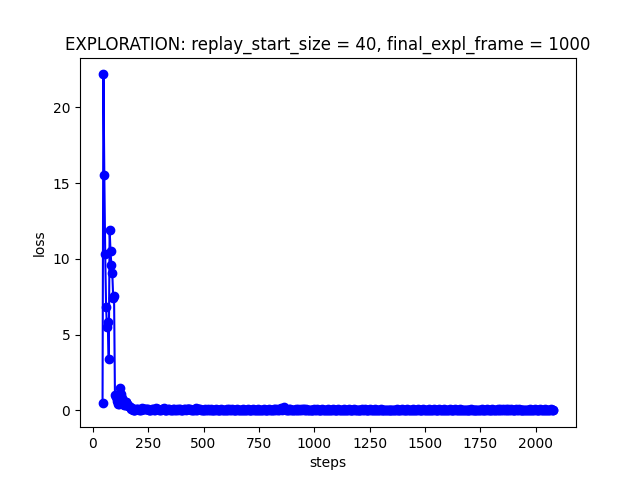 EXPLORATION: replay_start_size = 40, final_expl_frame = 1000
20
15
10
5
0
loss
0 250 500 750 1000 1250 1500 1750 2000
steps